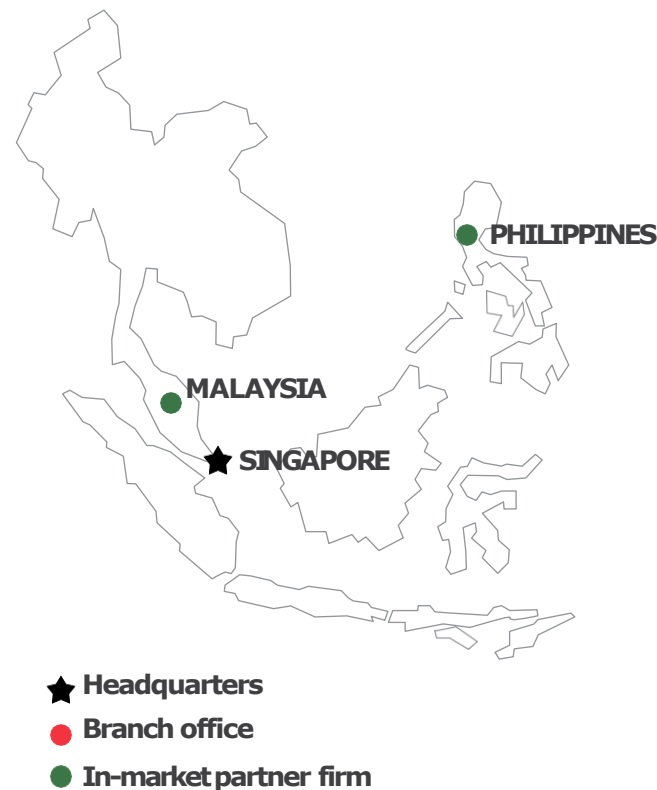 PHILIPPINES
MALAYSIA
SINGAPORE
Headquarters
Branch office
In-market partner firm